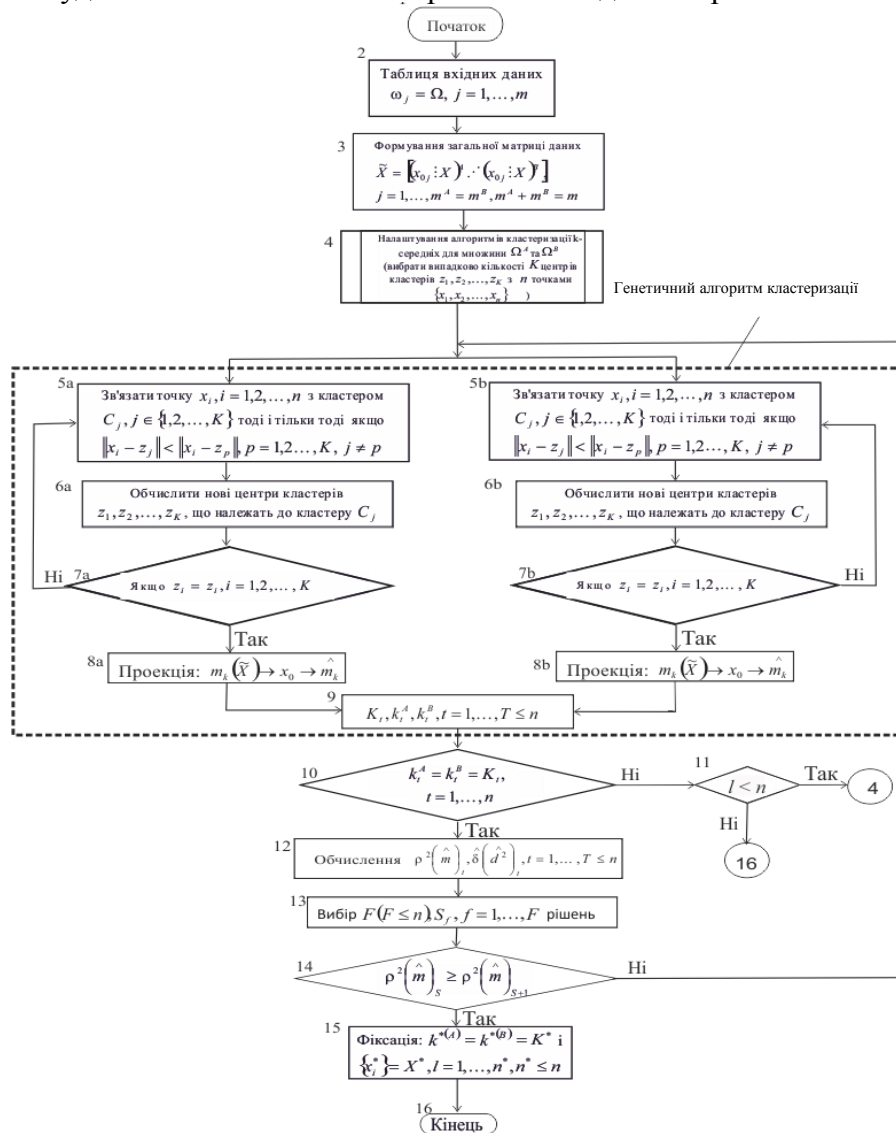 Початок
2
Таблиця вхідних даних
ω_j = Ω, j = 1,…,m
3
Формування загальної матриці даних
j = 1,…,m^A = m^B, m^A + m^B = m
4
Налаштування алгоритмів кластеризації k-
середніх для множини Ω^A та Ω^B
(вибрати випадково кількості K центрів
кластерів z_1, z_2,…, z_K з n точками
{x_1, x_2,…, x_n} )
Генетичний алгоритм кластеризації
5a
Зв'язати точку x_i, i = 1,2,…,n з кластером
C_j, j ∈ {1,2,…,K} тоді і тільки тоді якщо
‖x_i − z_j‖ < ‖x_i − z_p‖, p = 1,2…,K, j ≠ p
5b
Зв'язати точку x_i, i = 1,2,…,n з кластером
C_j, j ∈ {1,2,…,K} тоді і тільки тоді якщо
‖x_i − z_j‖ < ‖x_i − z_p‖, p = 1,2…,K, j ≠ p
6a
Обчислити нові центри кластерів
z_1, z_2,…, z_K, що належать до кластеру C_j
6b
Обчислити нові центри кластерів
z_1, z_2,…, z_K, що належать до кластеру C_j
Ні
7a
Якщо z_i = z_i, i = 1,2,…, K
Так
7b
Якщо z_i = z_i, i = 1,2,…, K
Ні
Так
8a
Проекція: m_k(X̃) → x_0 → m̂_k
8b
Проекція: m_k(X̃) → x_0 → m̂_k
9
K_t, k_t^A, k_t^B, t = 1,…,T ≤ n
10
k_t^A = k_t^B = K_t,
t = 1,…,n
Ні
11
l < n
Так
4
Ні
16
Так
12
Обчислення ρ²(m̂)_t, δ̂(d̂²)_t, t = 1,…,T ≤ n
13
Вибір F(F ≤ n), S_f, f = 1,…,F рішень
14
ρ²(m̂)_S ≥ ρ²(m̂)_{S+1}
Ні
Так
15
Фіксація: k^{*(A)} = k^{*(B)} = K^* і
{x_i^*} = X^*, l = 1,…,n^*, n^* ≤ n
16
Кінець